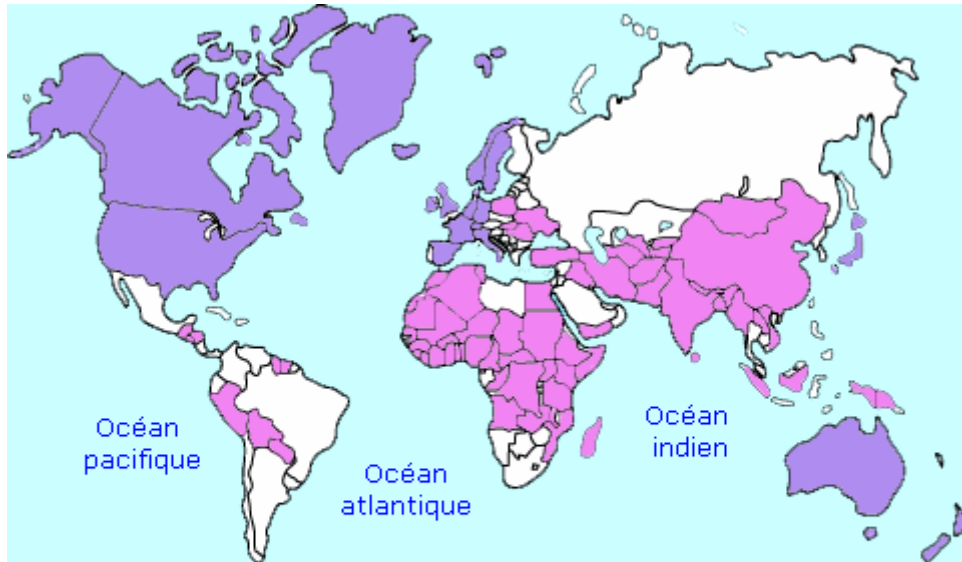 Océan
pacifique
Océan
atlantique
Océan
indien